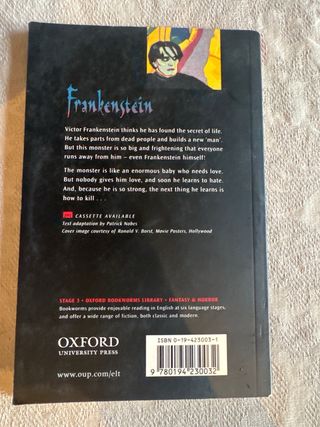 Frankenstein
Victor Frankenstein thinks he has found the secret of life.
He takes parts from dead people and builds a new 'man'.
But this monster is so big and frightening that everyone
runs away from him – even Frankenstein himself!
The monster is like an enormous baby who needs love.
But nobody gives him love, and soon he learns to hate.
And, because he is so strong, the next thing he learns is
how to kill . . .
CASSETTE AVAILABLE
Text adaptation by Patrick Nobes
Cover image courtesy of Ronald V. Borst, Movie Posters, Hollywood
STAGE 3 • OXFORD BOOKWORMS LIBRARY • FANTASY & HORROR
Bookworms provide enjoyable reading in English at six language stages,
and offer a wide range of fiction, both classic and modern.
OXFORD
UNIVERSITY PRESS
www.oup.com/elt
ISBN 0-19-423003-1
9 780194 230032